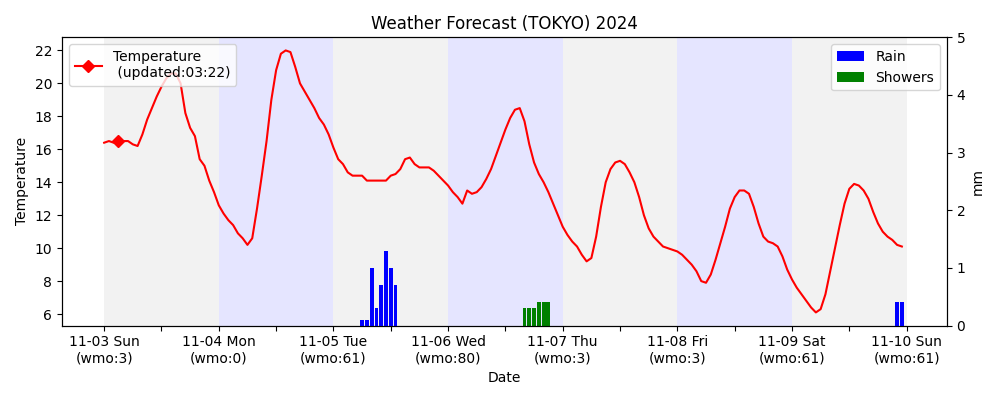 Weather Forecast (TOKYO) 2024
Temperature
(updated:03:22)
Rain
Showers
22
20
18
16
14
12
10
8
6
Temperature
5
4
3
2
1
0
mm
11-03 Sun 11-04 Mon 11-05 Tue 11-06 Wed 11-07 Thu 11-08 Fri 11-09 Sat 11-10 Sun
(wmo:3) (wmo:0) (wmo:61) (wmo:80) (wmo:3) (wmo:3) (wmo:61) (wmo:61)
Date